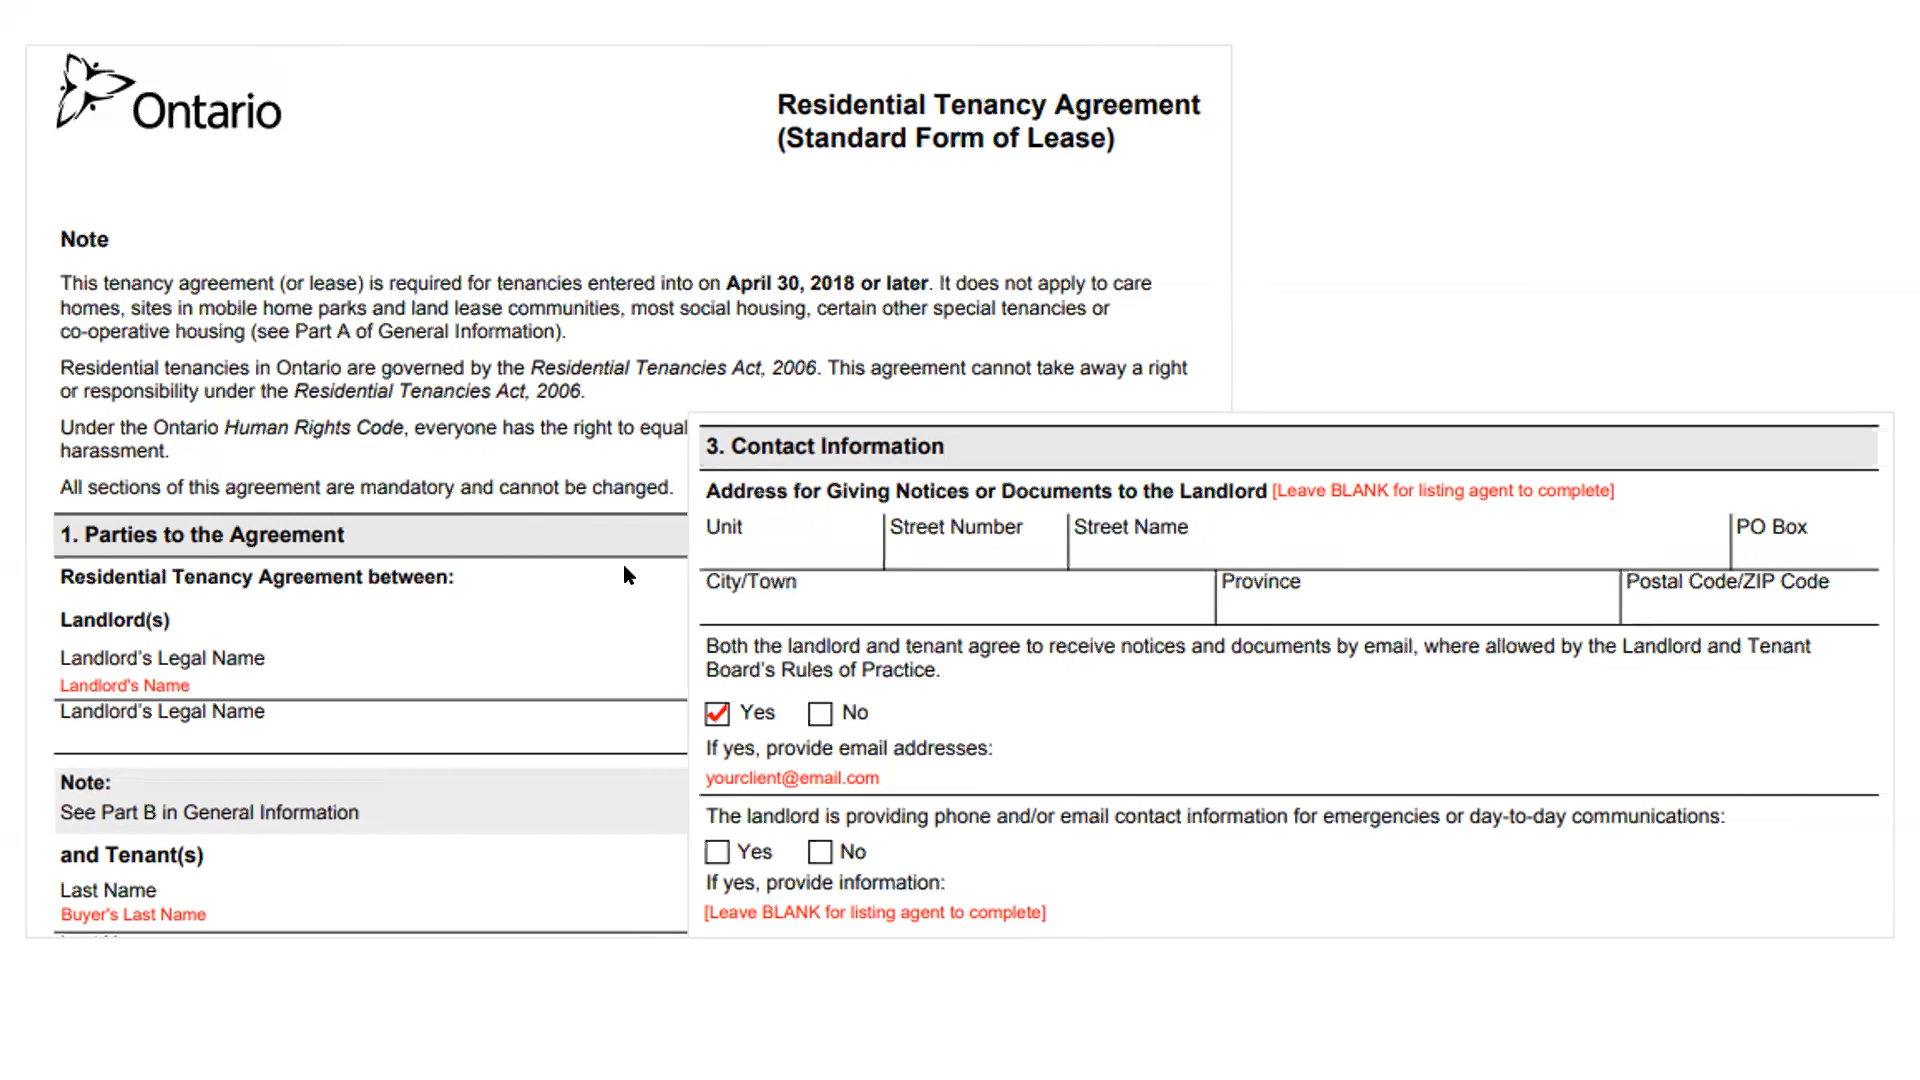 Ontario
Residential Tenancy Agreement
(Standard Form of Lease)
Note
This tenancy agreement (or lease) is required for tenancies entered into on April 30, 2018 or later. It does not apply to care
homes, sites in mobile home parks and land lease communities, most social housing, certain other special tenancies or
co-operative housing (see Part A of General Information).
Residential tenancies in Ontario are governed by the Residential Tenancies Act, 2006. This agreement cannot take away a right
or responsibility under the Residential Tenancies Act, 2006.
Under the Ontario Human Rights Code, everyone has the right to equal
harassment.
All sections of this agreement are mandatory and cannot be changed.
1. Parties to the Agreement
Residential Tenancy Agreement between:
Landlord(s)
Landlord's Legal Name
Landlord's Name
Landlord's Legal Name
Note:
See Part B in General Information
and Tenant(s)
Last Name
Buyer's Last Name
3. Contact Information
Address for Giving Notices or Documents to the Landlord [Leave BLANK for listing agent to complete]
Unit Street Number Street Name PO Box
City/Town Province Postal Code/ZIP Code
Both the landlord and tenant agree to receive notices and documents by email, where allowed by the Landlord and Tenant
Board's Rules of Practice.
Yes No
If yes, provide email addresses:
yourclient@email.com
The landlord is providing phone and/or email contact information for emergencies or day-to-day communications:
Yes No
If yes, provide information:
[Leave BLANK for listing agent to complete]